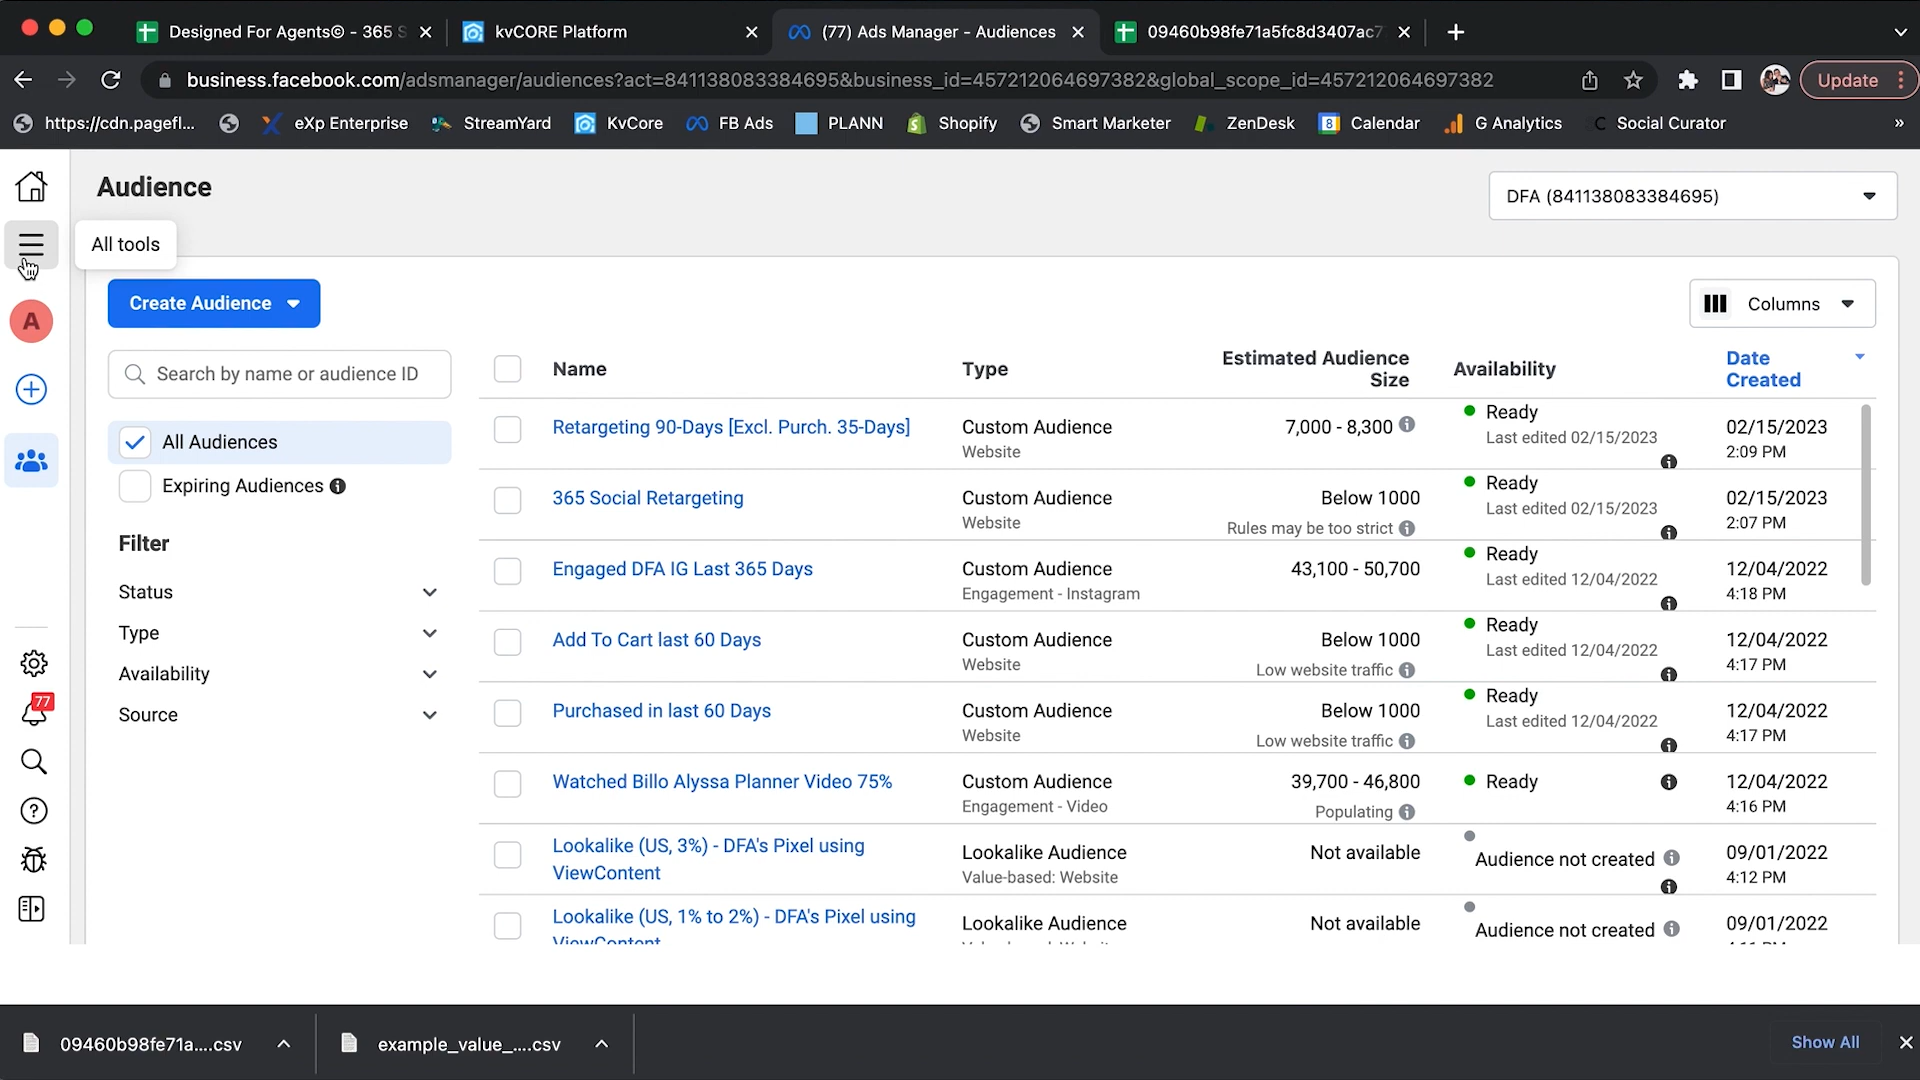 Designed For Agents© - 365 S
kvCORE Platform
(77) Ads Manager - Audiences
09460b98fe71a5fc8d3407ac7
business.facebook.com/adsmanager/audiences?act=841138083384695&business_id=457212064697382&global_scope_id=457212064697382
Update
https://cdn.pagefl...
eXp Enterprise
StreamYard
KvCore
FB Ads
PLANN
Shopify
Smart Marketer
ZenDesk
8
Calendar
G Analytics
Social Curator
»
Audience
DFA (841138083384695)
All tools
A
77
Create Audience
Columns
Search by name or audience ID
All Audiences
Expiring Audiences
Filter
Status
Type
Availability
Source
Name
Type
Estimated Audience
Size
Availability
Date
Created
Retargeting 90-Days [Excl. Purch. 35-Days]
Custom Audience
Website
7,000 - 8,300
Ready
Last edited 02/15/2023
02/15/2023
2:09 PM
365 Social Retargeting
Custom Audience
Website
Below 1000
Rules may be too strict
Ready
Last edited 02/15/2023
02/15/2023
2:07 PM
Engaged DFA IG Last 365 Days
Custom Audience
Engagement - Instagram
43,100 - 50,700
Ready
Last edited 12/04/2022
12/04/2022
4:18 PM
Add To Cart last 60 Days
Custom Audience
Website
Below 1000
Low website traffic
Ready
Last edited 12/04/2022
12/04/2022
4:17 PM
Purchased in last 60 Days
Custom Audience
Website
Below 1000
Low website traffic
Ready
Last edited 12/04/2022
12/04/2022
4:17 PM
Watched Billo Alyssa Planner Video 75%
Custom Audience
Engagement - Video
39,700 - 46,800
Populating
Ready
12/04/2022
4:16 PM
Lookalike (US, 3%) - DFA's Pixel using
ViewContent
Lookalike Audience
Value-based: Website
Not available
Audience not created
09/01/2022
4:12 PM
Lookalike (US, 1% to 2%) - DFA's Pixel using
ViewContent
Lookalike Audience
Not available
Audience not created
09/01/2022
09460b98fe71a....csv
example_value_....csv
Show All